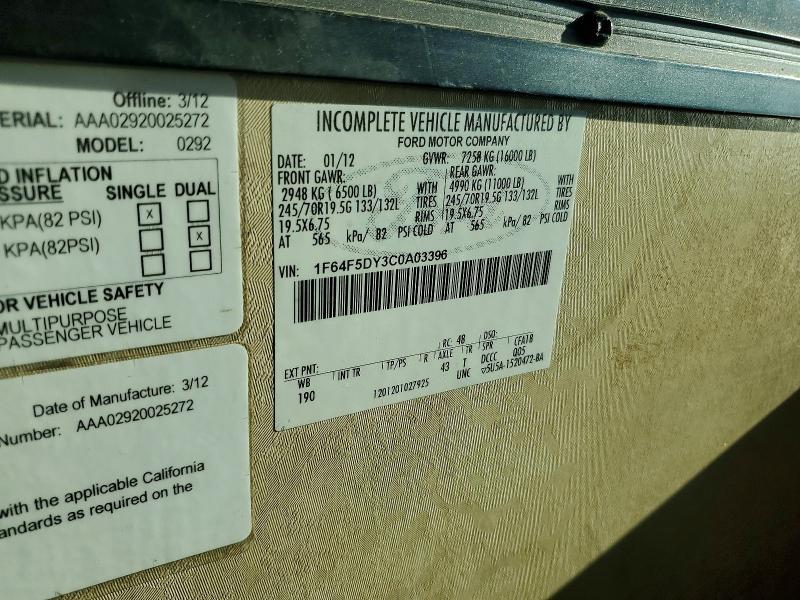 Offline: 3/12
ERIAL: AAA02920025272
MODEL: 0292
D INFLATION
SSURE SINGLE DUAL
KPA(82 PSI) X
KPA (82PSI) X
OR VEHICLE SAFETY
MULTIPURPOSE
PASSENGER VEHICLE
Date of Manufacture: 3/12
Number: AAA02920025272
with the applicable California
andards as required on the
INCOMPLETE VEHICLE MANUFACTURED BY
FORD MOTOR COMPANY
DATE: 01/12 GVWR: 7258 KG (16000 LB)
FRONT GAWR: REAR GAWR:
2948 KG ( 6500 LB) WITH 4990 KG (11000 LB) WITH
245/70R19.5G 133/132L TIRES 245/70R19.5G 133/132L TIRES
19.5X6.75 RIMS 19.5X6.75 RIMS
AT 565 kPa/ 82 PSI COLD AT 565 kPa/ 82 PSI COLD
VIN: 1F64F5DY3C0A03396
RC: 48 DSO:
EXT PNT: INT TR TP/PS R AXLE TR SPR CFA1B
WB 43 T DCCC Q05
190 1201201027925 UNC 5U5A-1520472-BA